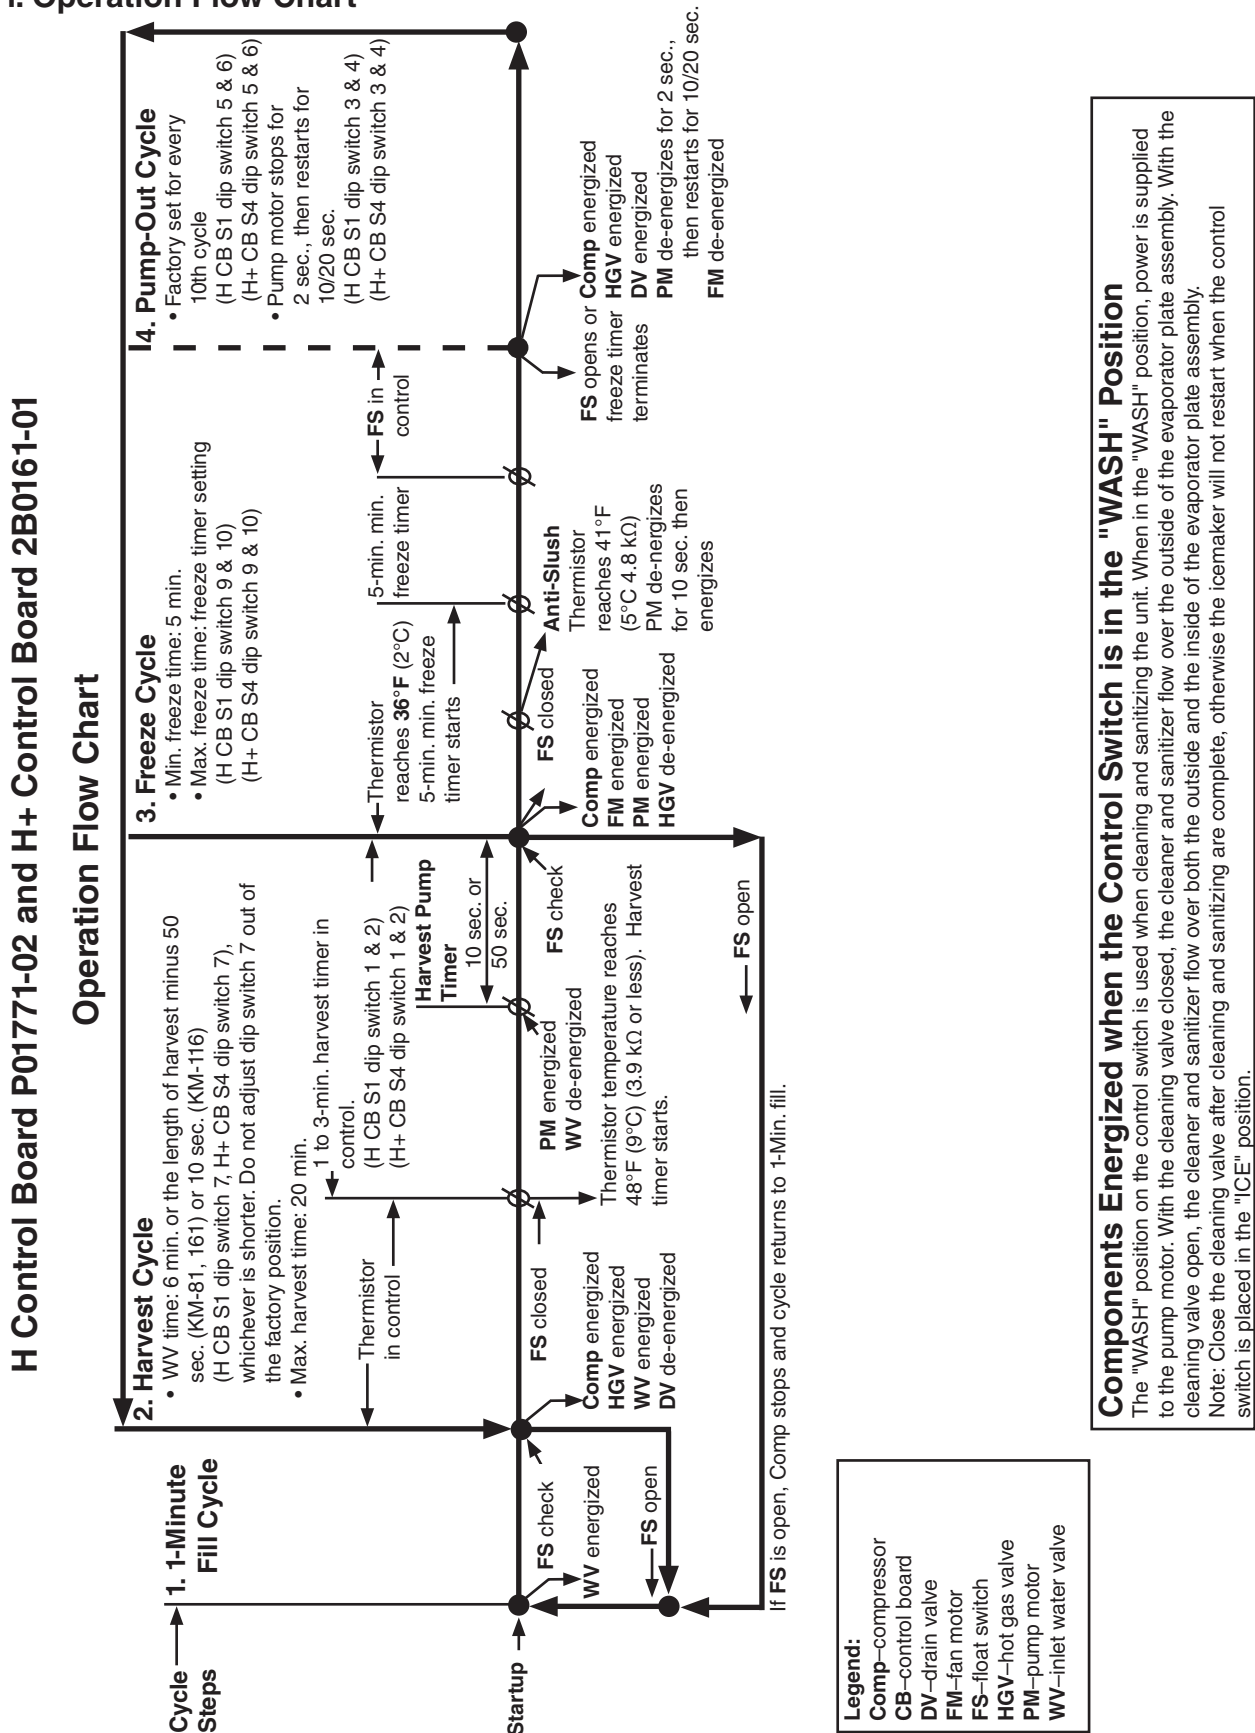 I. Operation Flow Chart
H Control Board P01771-02 and H+ Control Board 2B0161-01
Operation Flow Chart
Cycle
Steps
1. 1-Minute
Fill Cycle
Startup
FS check
WV energized
FS open
2. Harvest Cycle
• WV time: 6 min. or the length of harvest minus 50
sec. (KM-81, 161) or 10 sec. (KM-116)
(H CB S1 dip switch 7, H+ CB S4 dip switch 7),
whichever is shorter. Do not adjust dip switch 7 out of
the factory position.
• Max. harvest time: 20 min.
Thermistor
in control
1 to 3-min. harvest timer in
control.
(H CB S1 dip switch 1 & 2)
(H+ CB S4 dip switch 1 & 2)
Harvest Pump
Timer
10 sec. or
50 sec.
FS closed
Comp energized
HGV energized
WV energized
DV de-energized
PM energized
WV de-energized
Thermistor temperature reaches
48°F (9°C) (3.9 kΩ or less). Harvest
timer starts.
FS check
FS open
If FS is open, Comp stops and cycle returns to 1-Min. fill.
3. Freeze Cycle
• Min. freeze time: 5 min.
• Max. freeze time: freeze timer setting
(H CB S1 dip switch 9 & 10)
(H+ CB S4 dip switch 9 & 10)
Thermistor
reaches 36°F (2°C)
5-min. min. freeze
timer starts
5-min. min.
freeze timer
FS in
control
FS closed
Comp energized
FM energized
PM energized
HGV de-energized
Anti-Slush
Thermistor
reaches 41°F
(5°C 4.8 kΩ)
PM de-nergizes
for 10 sec. then
energizes
4. Pump-Out Cycle
• Factory set for every
10th cycle
(H CB S1 dip switch 5 & 6)
(H+ CB S4 dip switch 5 & 6)
• Pump motor stops for
2 sec., then restarts for
10/20 sec.
(H CB S1 dip switch 3 & 4)
(H+ CB S4 dip switch 3 & 4)
FS opens or
freeze timer
terminates
Comp energized
HGV energized
DV energized
PM de-energizes for 2 sec.,
then restarts for 10/20 sec.
FM de-energized
Legend:
Comp–compressor
CB–control board
DV–drain valve
FM–fan motor
FS–float switch
HGV–hot gas valve
PM–pump motor
WV–inlet water valve
Components Energized when the Control Switch is in the "WASH" Position
The "WASH" position on the control switch is used when cleaning and sanitizing the unit. When in the "WASH" position, power is supplied
to the pump motor. With the cleaning valve closed, the cleaner and sanitizer flow over the outside of the evaporator plate assembly. With the
cleaning valve open, the cleaner and sanitizer flow over both the outside and the inside of the evaporator plate assembly.
Note: Close the cleaning valve after cleaning and sanitizing are complete, otherwise the icemaker will not restart when the control
switch is placed in the "ICE" position.